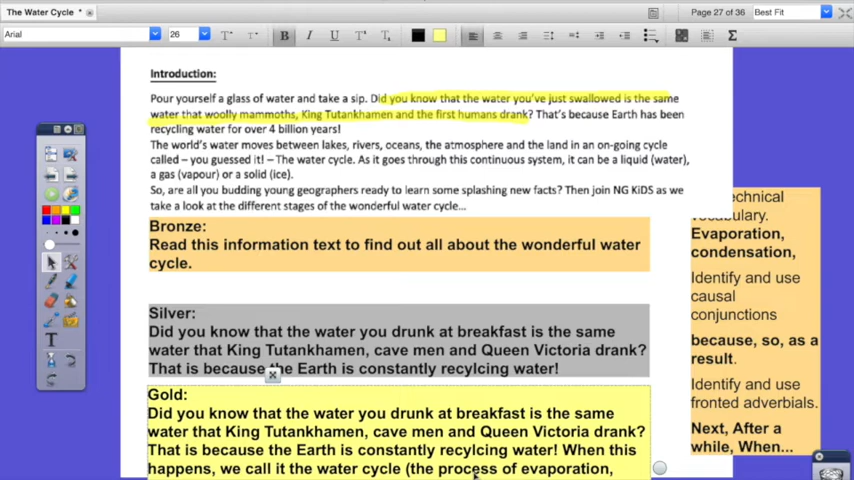 The Water Cycle *
Page 27 of 36
Best Fit
Arial
26
B
I
U
Introduction:
Pour yourself a glass of water and take a sip. Did you know that the water you've just swallowed is the same
water that woolly mammoths, King Tutankhamen and the first humans drank? That's because Earth has been
recycling water for over 4 billion years!
The world's water moves between lakes, rivers, oceans, the atmosphere and the land in an on-going cycle
called – you guessed it! – The water cycle. As it goes through this continuous system, it can be a liquid (water),
a gas (vapour) or a solid (ice).
So, are all you budding young geographers ready to learn some splashing new facts? Then join NG KiDS as we
take a look at the different stages of the wonderful water cycle...
Bronze:
Read this information text to find out all about the wonderful water
cycle.
Silver:
Did you know that the water you drunk at breakfast is the same
water that King Tutankhamen, cave men and Queen Victoria drank?
That is because the Earth is constantly recylcing water!
Gold:
Did you know that the water you drunk at breakfast is the same
water that King Tutankhamen, cave men and Queen Victoria drank?
That is because the Earth is constantly recylcing water! When this
happens, we call it the water cycle (the process of evaporation,
technical
vocabulary.
Evaporation,
condensation,
Identify and use
causal
conjunctions
because, so, as a
result.
Identify and use
fronted adverbials.
Next, After a
while, When...